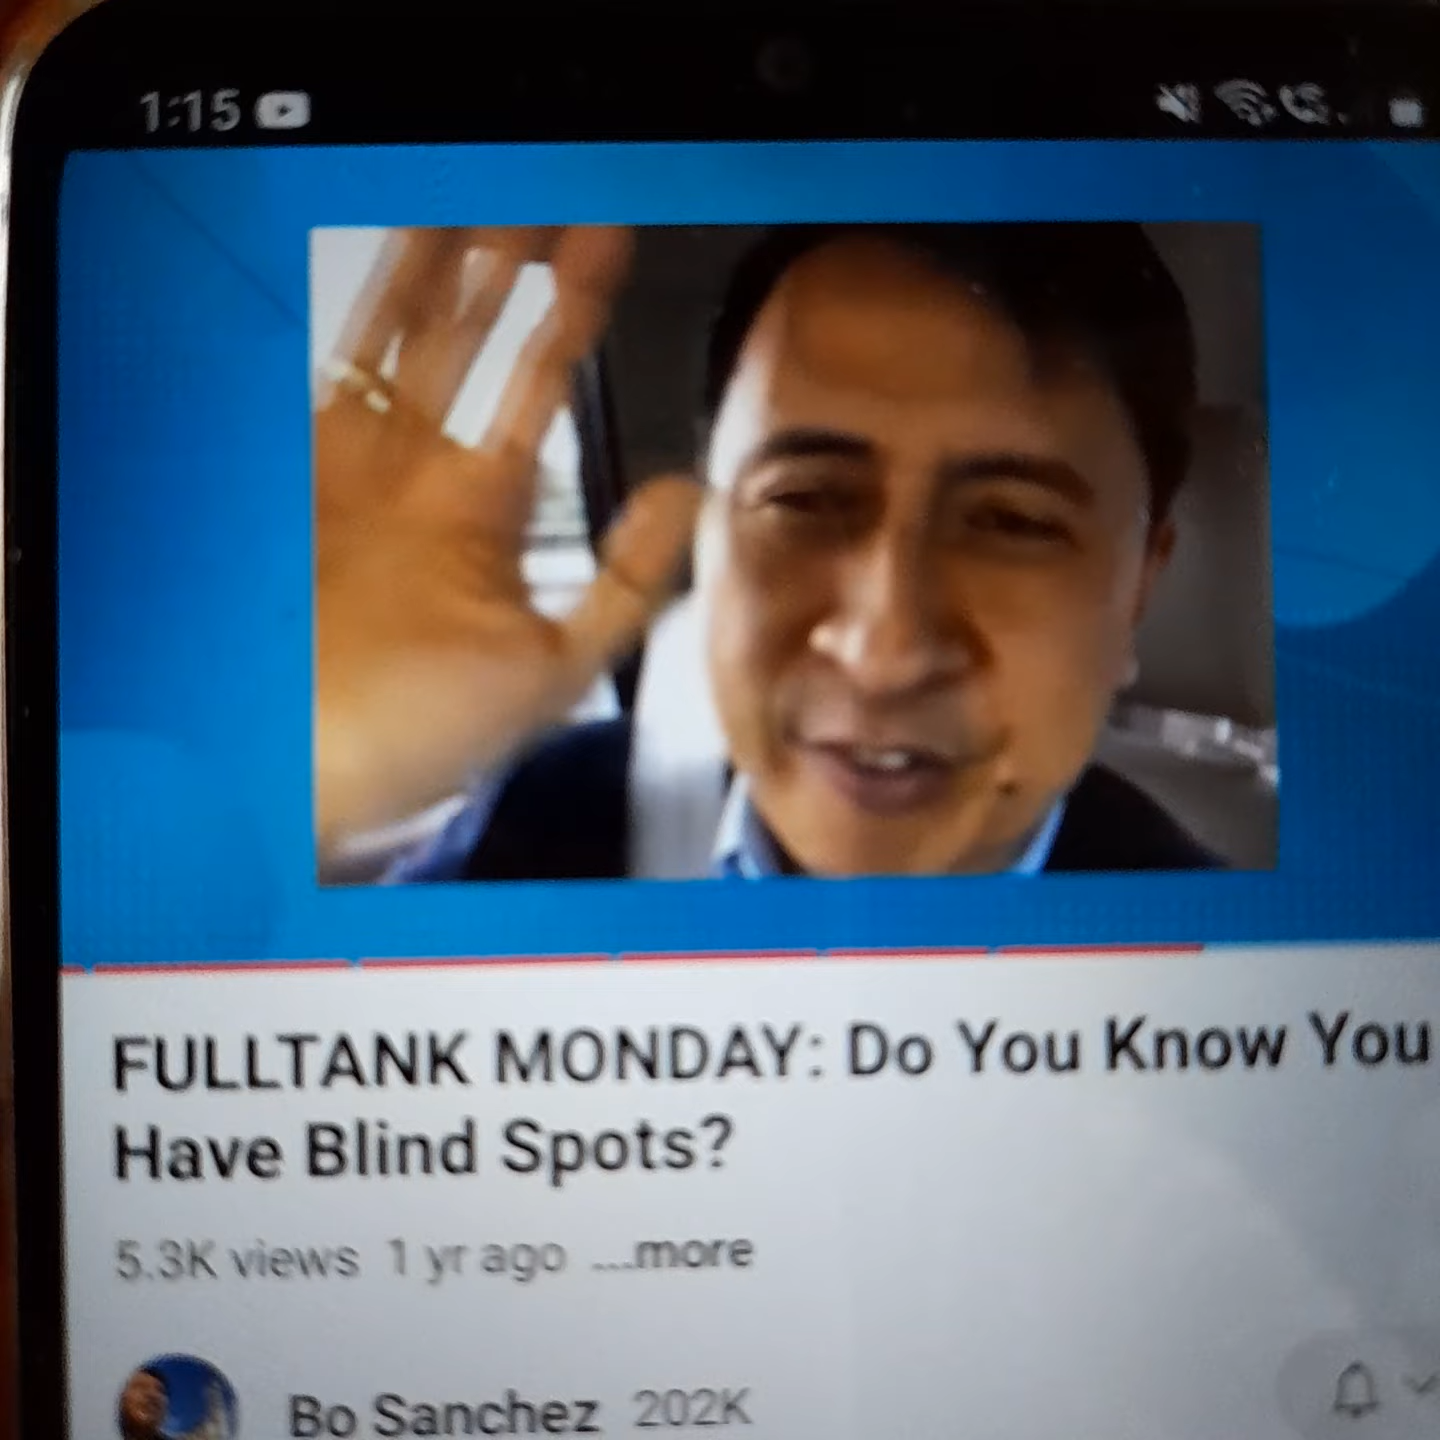 1:15
FULLTANK MONDAY: Do You Know You
Have Blind Spots?
5.3K views 1 yr ago ...more
Bo Sanchez 202K